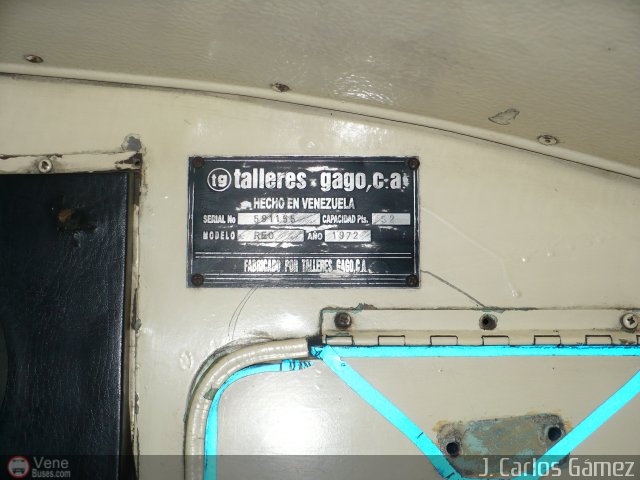 tg talleres gago, c.a.
HECHO EN VENEZUELA
SERIAL No 591155 CAPACIDAD Pts. 32
MODELO REO AÑO 1972
FABRICADO POR TALLERES GAGO, C.A.
Vene
Buses.com
J. Carlos Gámez